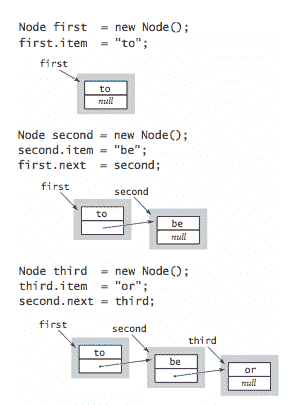 Node first  = new Node();
first.item  = "to";
first
to
null
Node second = new Node();
second.item = "be";
first.next  = second;
first
second
to
be
null
Node third  = new Node();
third.item  = "or";
second.next = third;
first
second
third
to
be
or
null